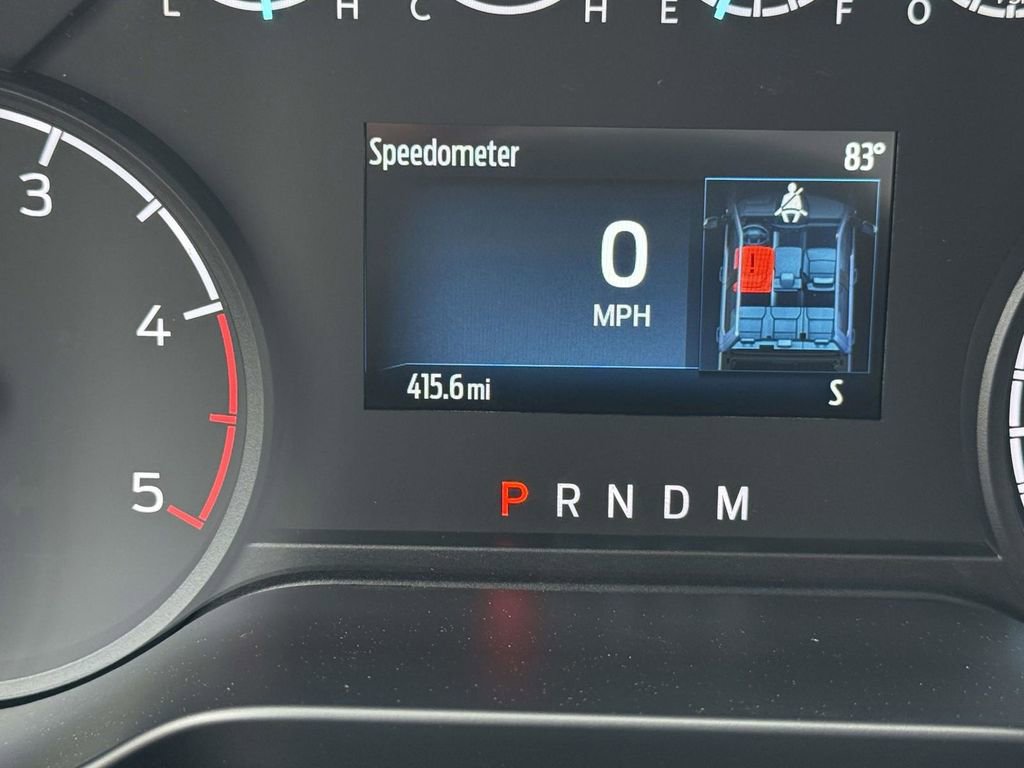 L H C H E F O
Speedometer 83°
3
0
MPH
4
415.6 mi S
5
P R N D M